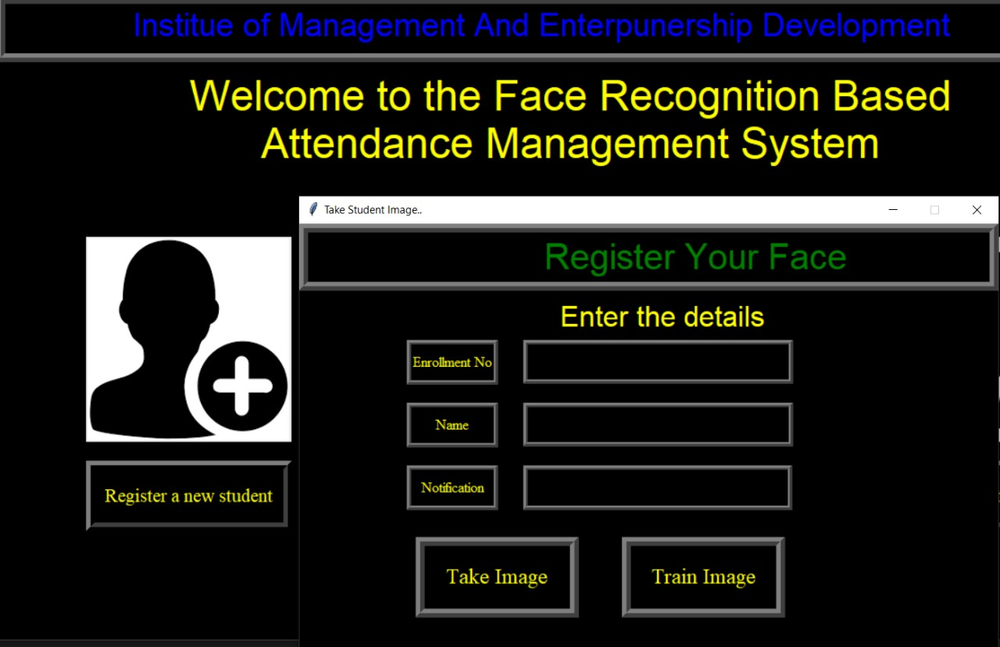 Institue of Management And Enterpunership Development
Welcome to the Face Recognition Based
Attendance Management System
Take Student Image..
Register Your Face
Enter the details
Enrollment No
Name
Notification
Register a new student
Take Image
Train Image